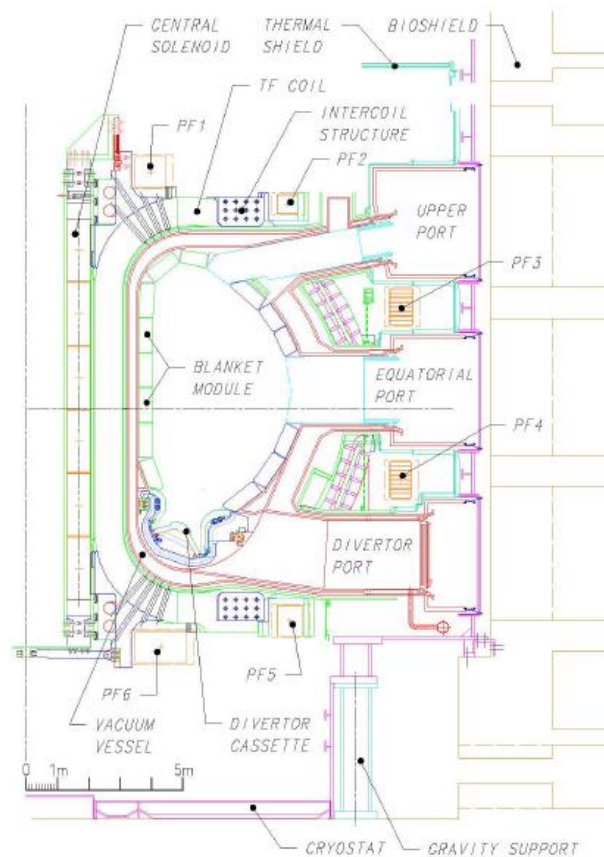 CENTRAL
SOLENOID
THERMAL
SHIELD
BIOSHIELD
TF COIL
PF1
INTERCOIL
STRUCTURE
PF2
UPPER
PORT
PF3
BLANKET
MODULE
EQUATORIAL
PORT
PF4
DIVERTOR
PORT
PF6
PF5
VACUUM
VESSEL
DIVERTOR
CASSETTE
0 1m 5m
CRYOSTAT
GRAVITY SUPPORT